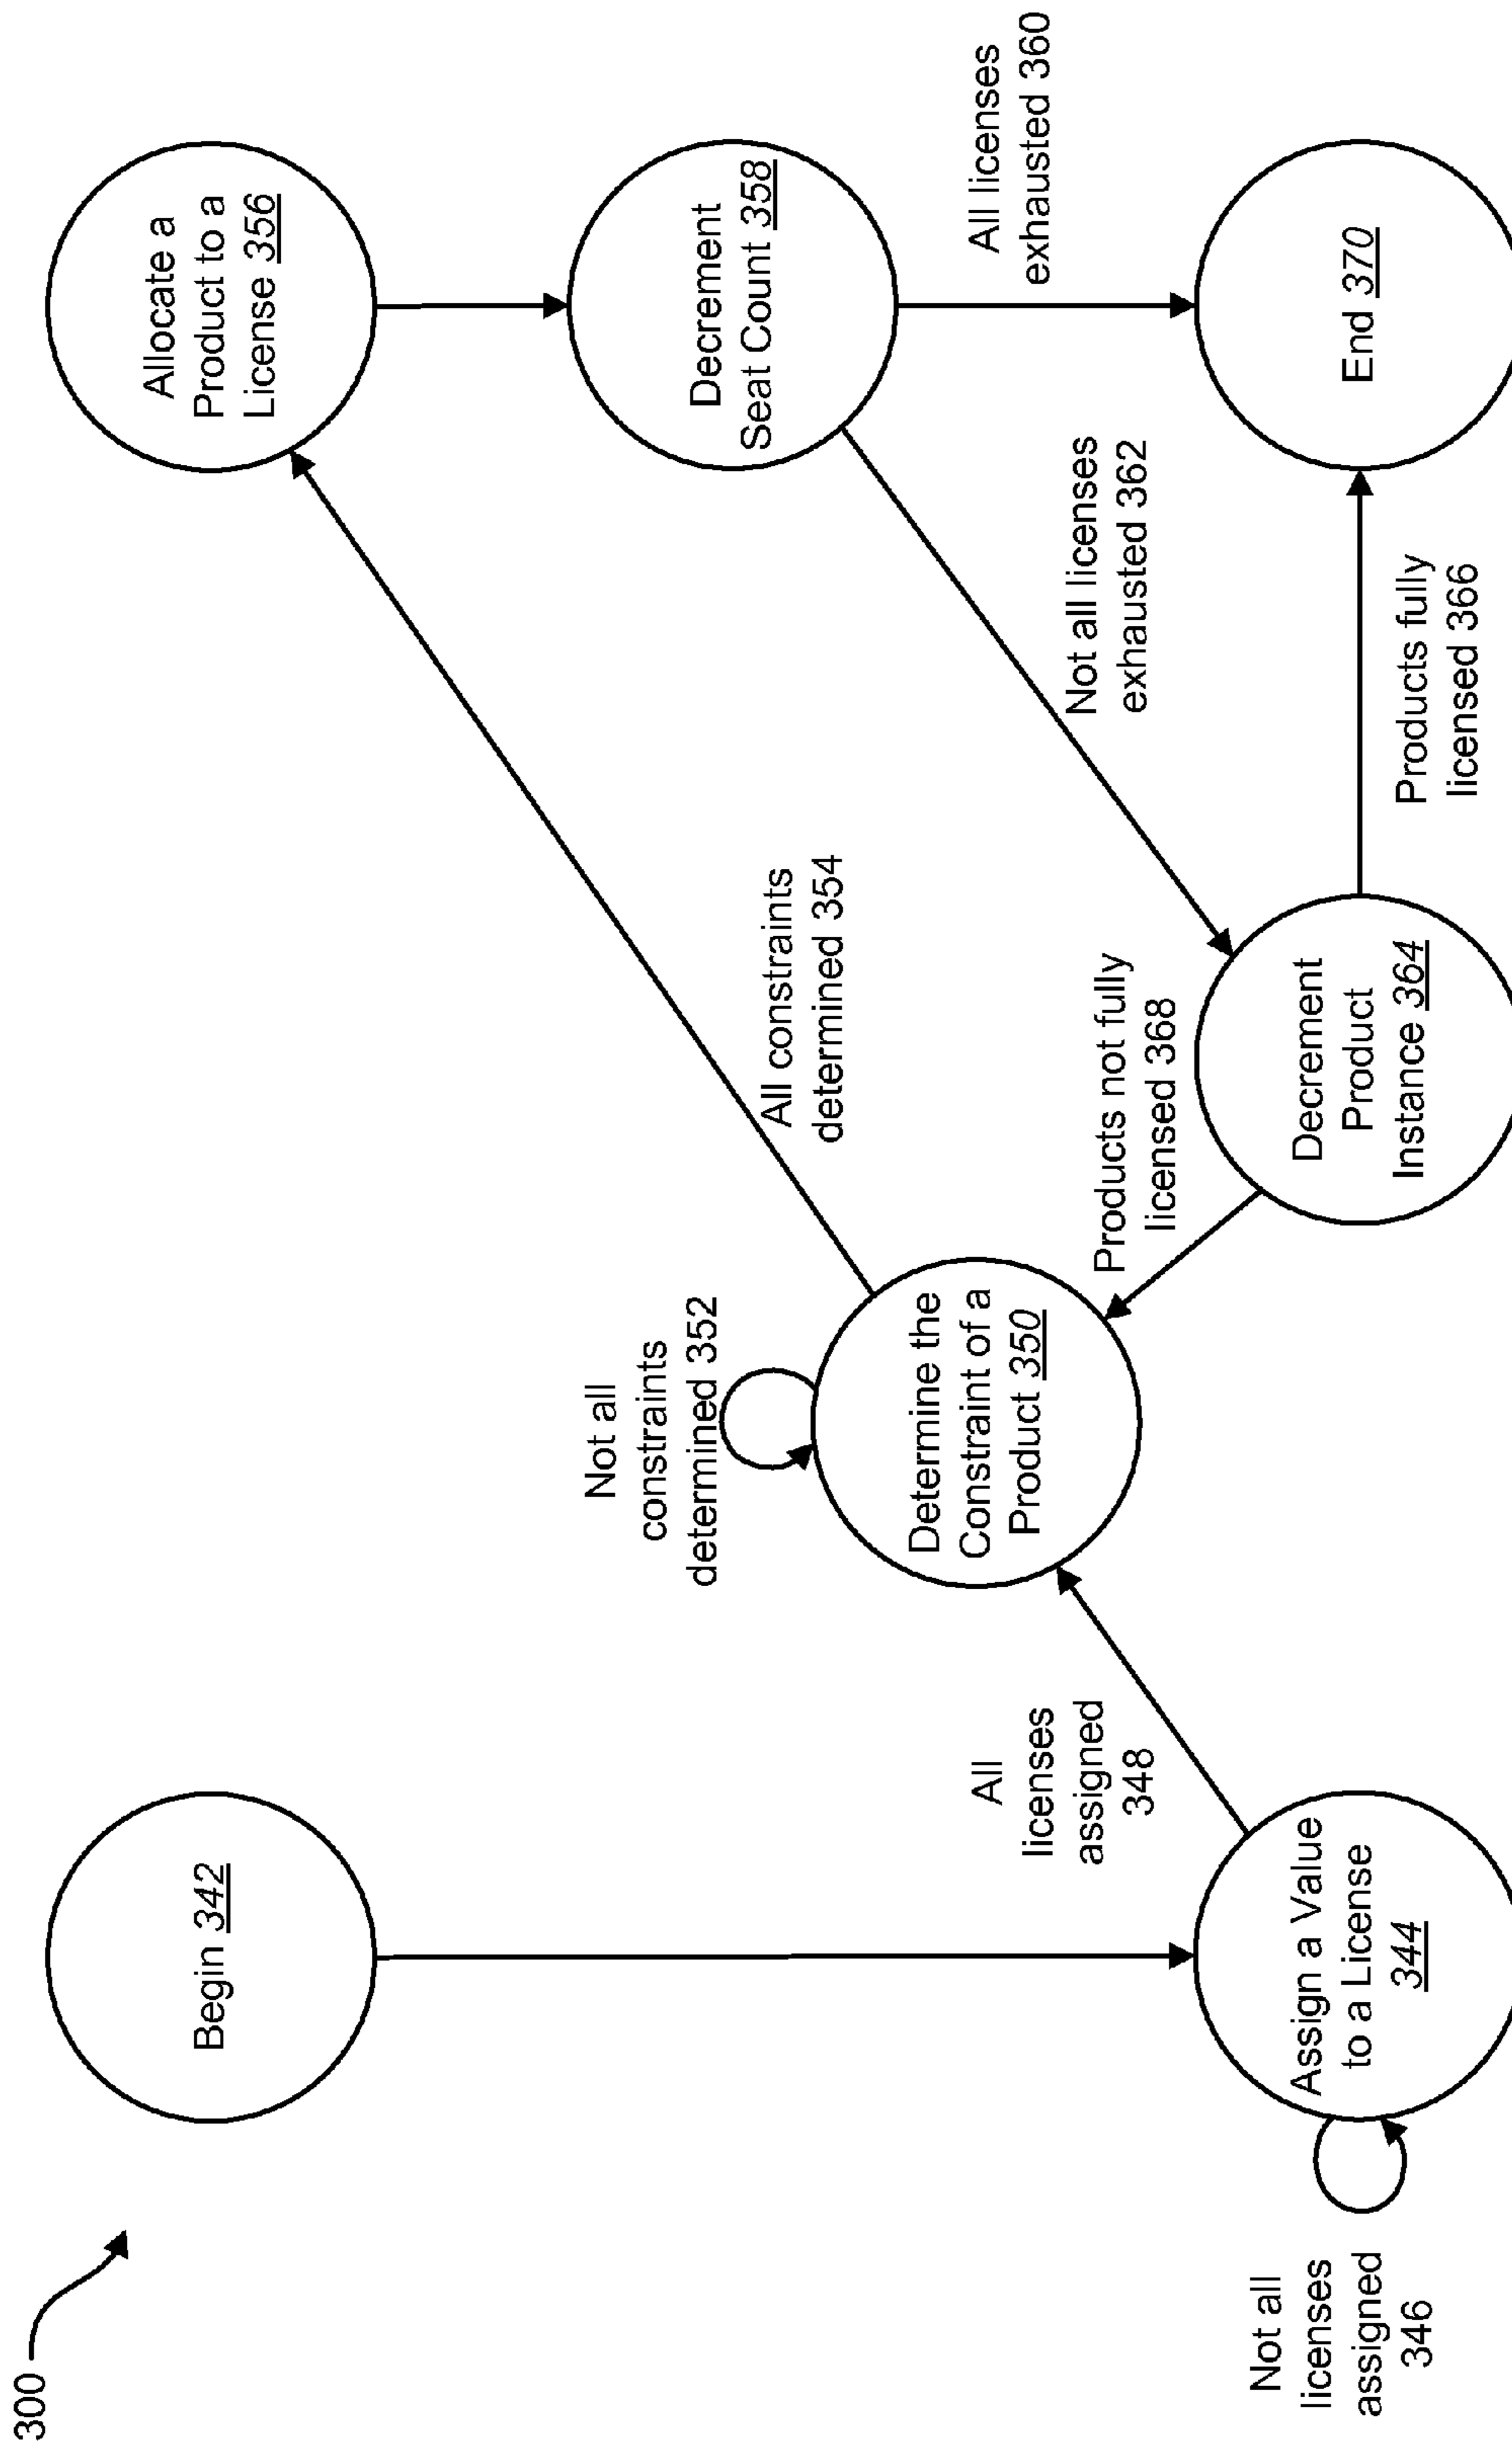 300
Begin 342
Not all
licenses
assigned
346
Assign a Value
to a License
344
All
licenses
assigned
348
Not all
constraints
determined 352
Determine the
Constraint of a
Product 350
All constraints
determined 354
Allocate a
Product to a
License 356
Decrement
Seat Count 358
All licenses
exhausted 360
Not all licenses
exhausted 362
Products not fully
licensed 368
Decrement
Product
Instance 364
Products fully
licensed 366
End 370